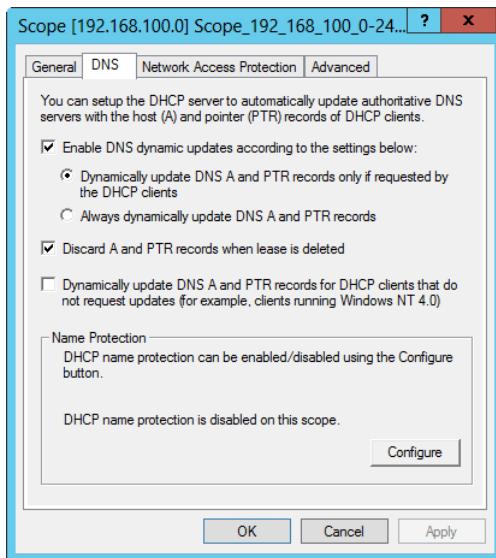 Scope [192.168.100.0] Scope_192_168_100_0-24... ? x
General DNS Network Access Protection Advanced
You can setup the DHCP server to automatically update authoritative DNS
servers with the host (A) and pointer (PTR) records of DHCP clients.
Enable DNS dynamic updates according to the settings below:
Dynamically update DNS A and PTR records only if requested by
the DHCP clients
Always dynamically update DNS A and PTR records
Discard A and PTR records when lease is deleted
Dynamically update DNS A and PTR records for DHCP clients that do
not request updates (for example, clients running Windows NT 4.0)
Name Protection
DHCP name protection can be enabled/disabled using the Configure
button.
DHCP name protection is disabled on this scope.
Configure
OK Cancel Apply